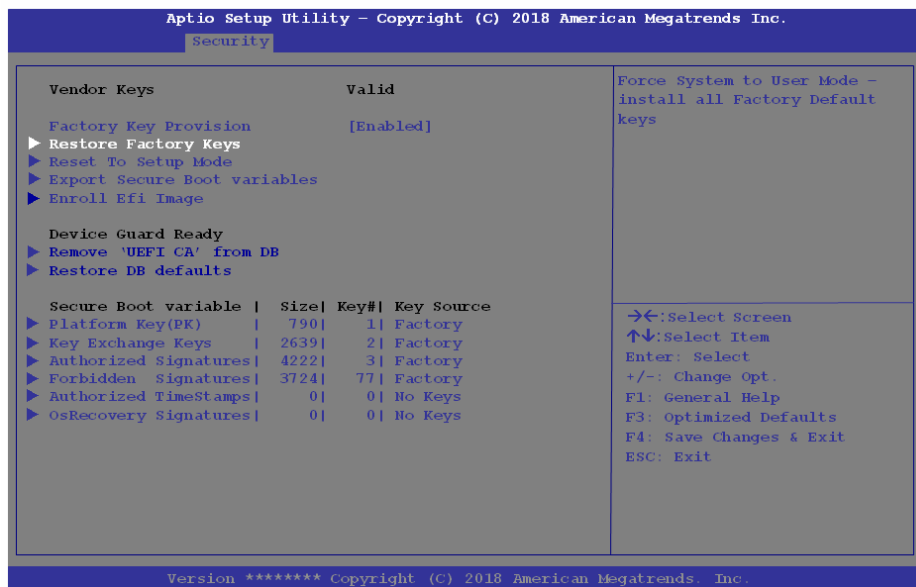 Aptio Setup Utility – Copyright (C) 2018 American Megatrends Inc.
Security
Vendor Keys Valid
Factory Key Provision [Enabled]
Restore Factory Keys
Reset To Setup Mode
Export Secure Boot variables
Enroll Efi Image
Device Guard Ready
Remove 'UEFI CA' from DB
Restore DB defaults
Secure Boot variable | Size| Key#| Key Source
Platform Key(PK) | 790| 1| Factory
Key Exchange Keys | 2639| 2| Factory
Authorized Signatures| 4222| 3| Factory
Forbidden Signatures| 3724| 77| Factory
Authorized TimeStamps| 0| 0| No Keys
OsRecovery Signatures| 0| 0| No Keys
Force System to User Mode –
install all Factory Default
keys
→←:Select Screen
↑↓:Select Item
Enter: Select
+/-: Change Opt.
F1: General Help
F3: Optimized Defaults
F4: Save Changes & Exit
ESC: Exit
Version ******** Copyright (C) 2018 American Megatrends. Inc.